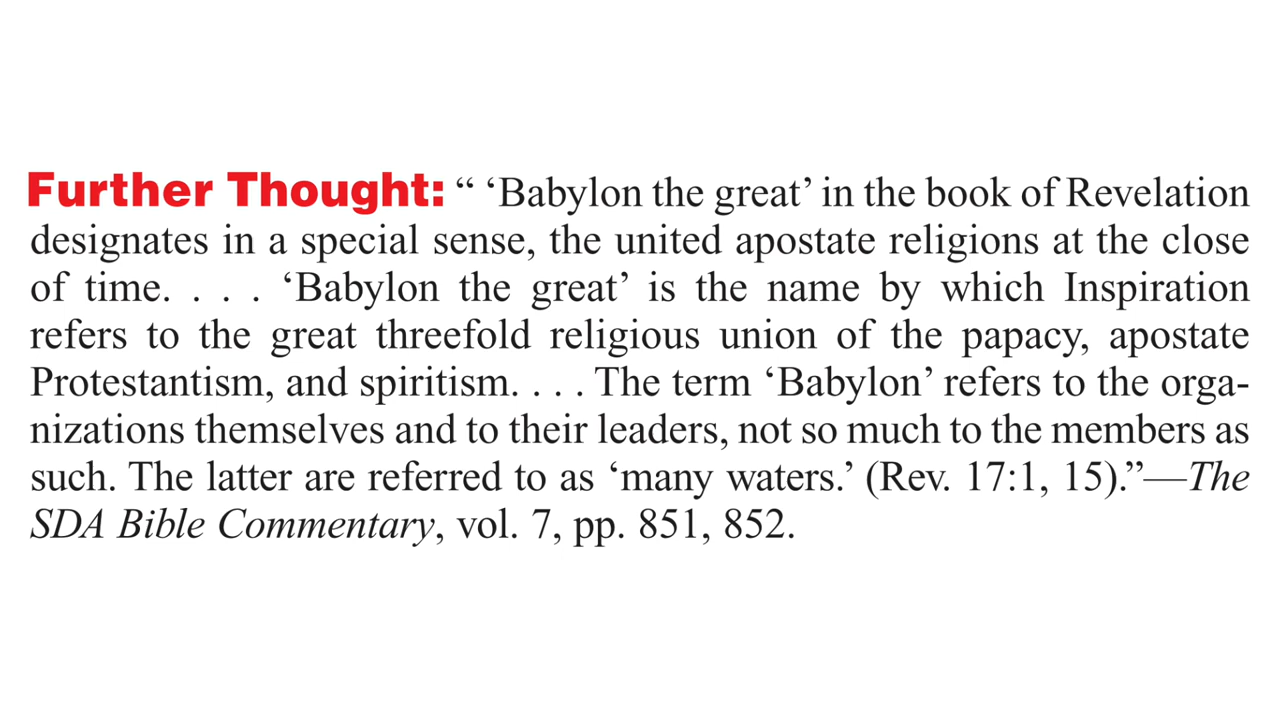 Further Thought: “ ‘Babylon the great’ in the book of Revelation
designates in a special sense, the united apostate religions at the close
of time. . . . ‘Babylon the great’ is the name by which Inspiration
refers to the great threefold religious union of the papacy, apostate
Protestantism, and spiritism. . . . The term ‘Babylon’ refers to the orga-
nizations themselves and to their leaders, not so much to the members as
such. The latter are referred to as ‘many waters.’ (Rev. 17:1, 15).”—The
SDA Bible Commentary, vol. 7, pp. 851, 852.